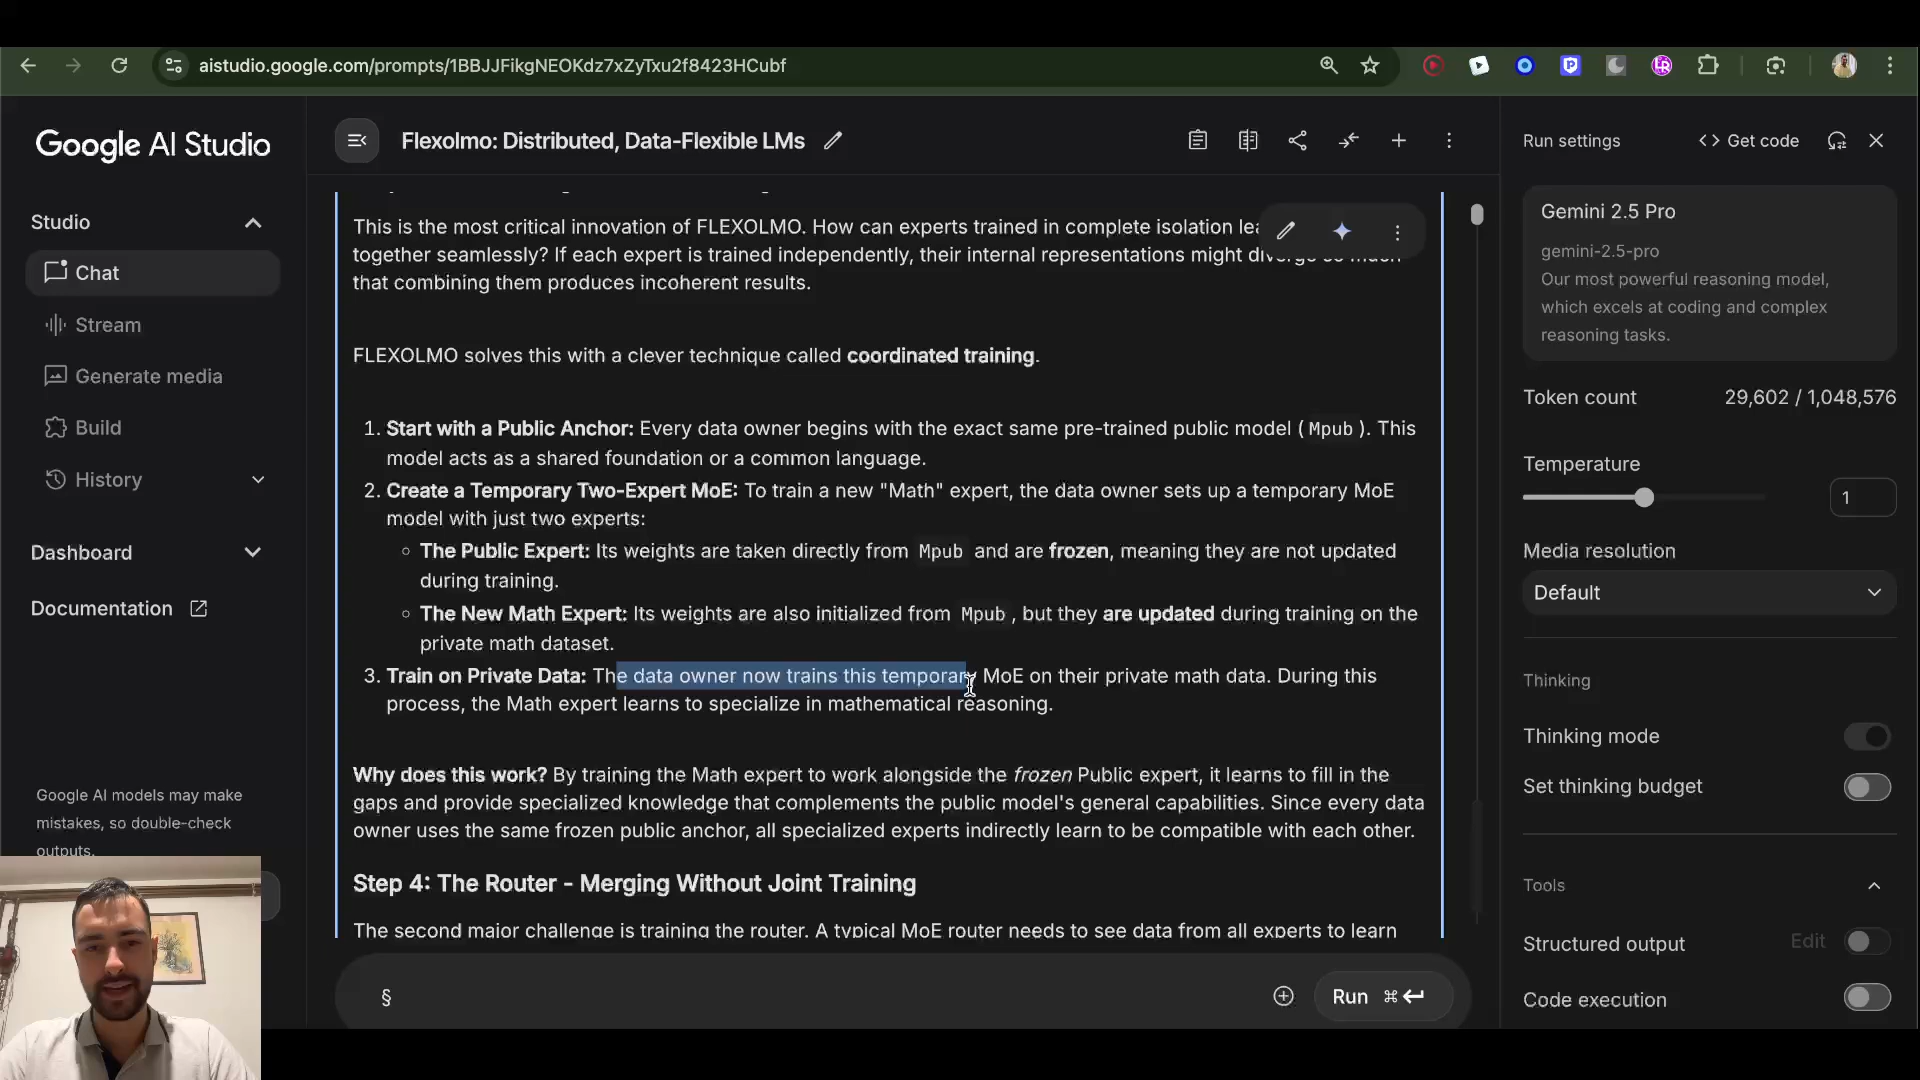 aistudio.google.com/prompts/1BBJJFikgNEOKdz7xZyTxu2f8423HCubf
Google AI Studio
Studio
Chat
Stream
Generate media
Build
History
Dashboard
Documentation
Google AI models may make
mistakes, so double-check
outputs.
Flexolmo: Distributed, Data-Flexible LMs
This is the most critical innovation of FLEXOLMO. How can experts trained in complete isolation
together seamlessly? If each expert is trained independently, their internal representations might diverge so much
that combining them produces incoherent results.
FLEXOLMO solves this with a clever technique called coordinated training.
1. Start with a Public Anchor: Every data owner begins with the exact same pre-trained public model ( Mpub ). This
model acts as a shared foundation or a common language.
2. Create a Temporary Two-Expert MoE: To train a new "Math" expert, the data owner sets up a temporary MoE
model with just two experts:
○ The Public Expert: Its weights are taken directly from Mpub and are frozen, meaning they are not updated
during training.
○ The New Math Expert: Its weights are also initialized from Mpub , but they are updated during training on the
private math dataset.
3. Train on Private Data: The data owner now trains this temporary MoE on their private math data. During this
process, the Math expert learns to specialize in mathematical reasoning.
Why does this work? By training the Math expert to work alongside the frozen Public expert, it learns to fill in the
gaps and provide specialized knowledge that complements the public model's general capabilities. Since every data
owner uses the same frozen public anchor, all specialized experts indirectly learn to be compatible with each other.
Step 4: The Router - Merging Without Joint Training
The second major challenge is training the router. A typical MoE router needs to see data from all experts to learn
§
Run ⌘
Run settings
<> Get code
Gemini 2.5 Pro
gemini-2.5-pro
Our most powerful reasoning model,
which excels at coding and complex
reasoning tasks.
Token count 29,602 / 1,048,576
Temperature
1
Media resolution
Default
Thinking
Thinking mode
Set thinking budget
Tools
Structured output Edit
Code execution